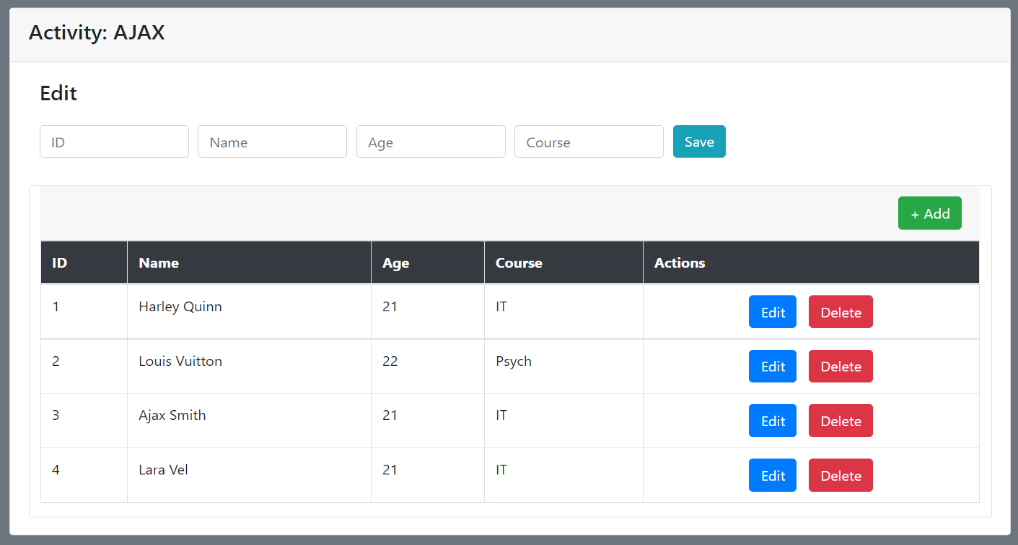 Activity: AJAX
Edit
ID Name Age Course Save
+ Add
ID Name Age Course Actions
1 Harley Quinn 21 IT Edit Delete
2 Louis Vuitton 22 Psych Edit Delete
3 Ajax Smith 21 IT Edit Delete
4 Lara Vel 21 IT Edit Delete